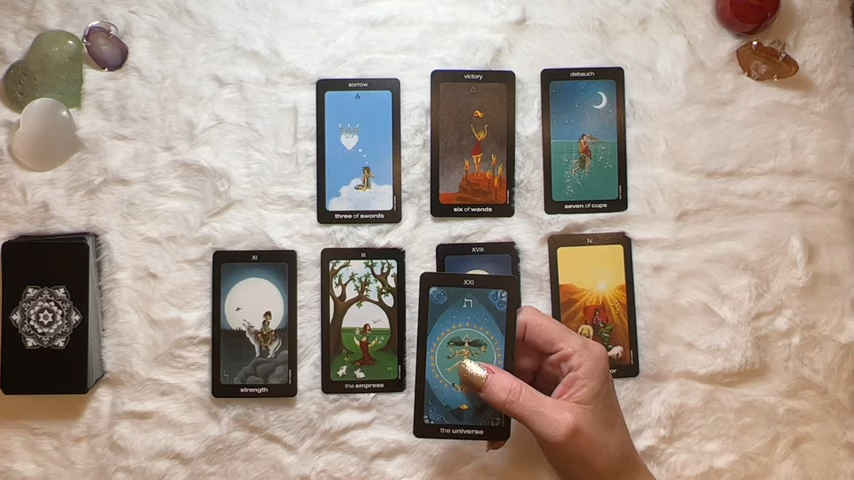 sorrow
three of swords
victory
six of wands
debauch
seven of cups
XI
strength
III
the empress
XVIII
XXI
ת
the universe
IV